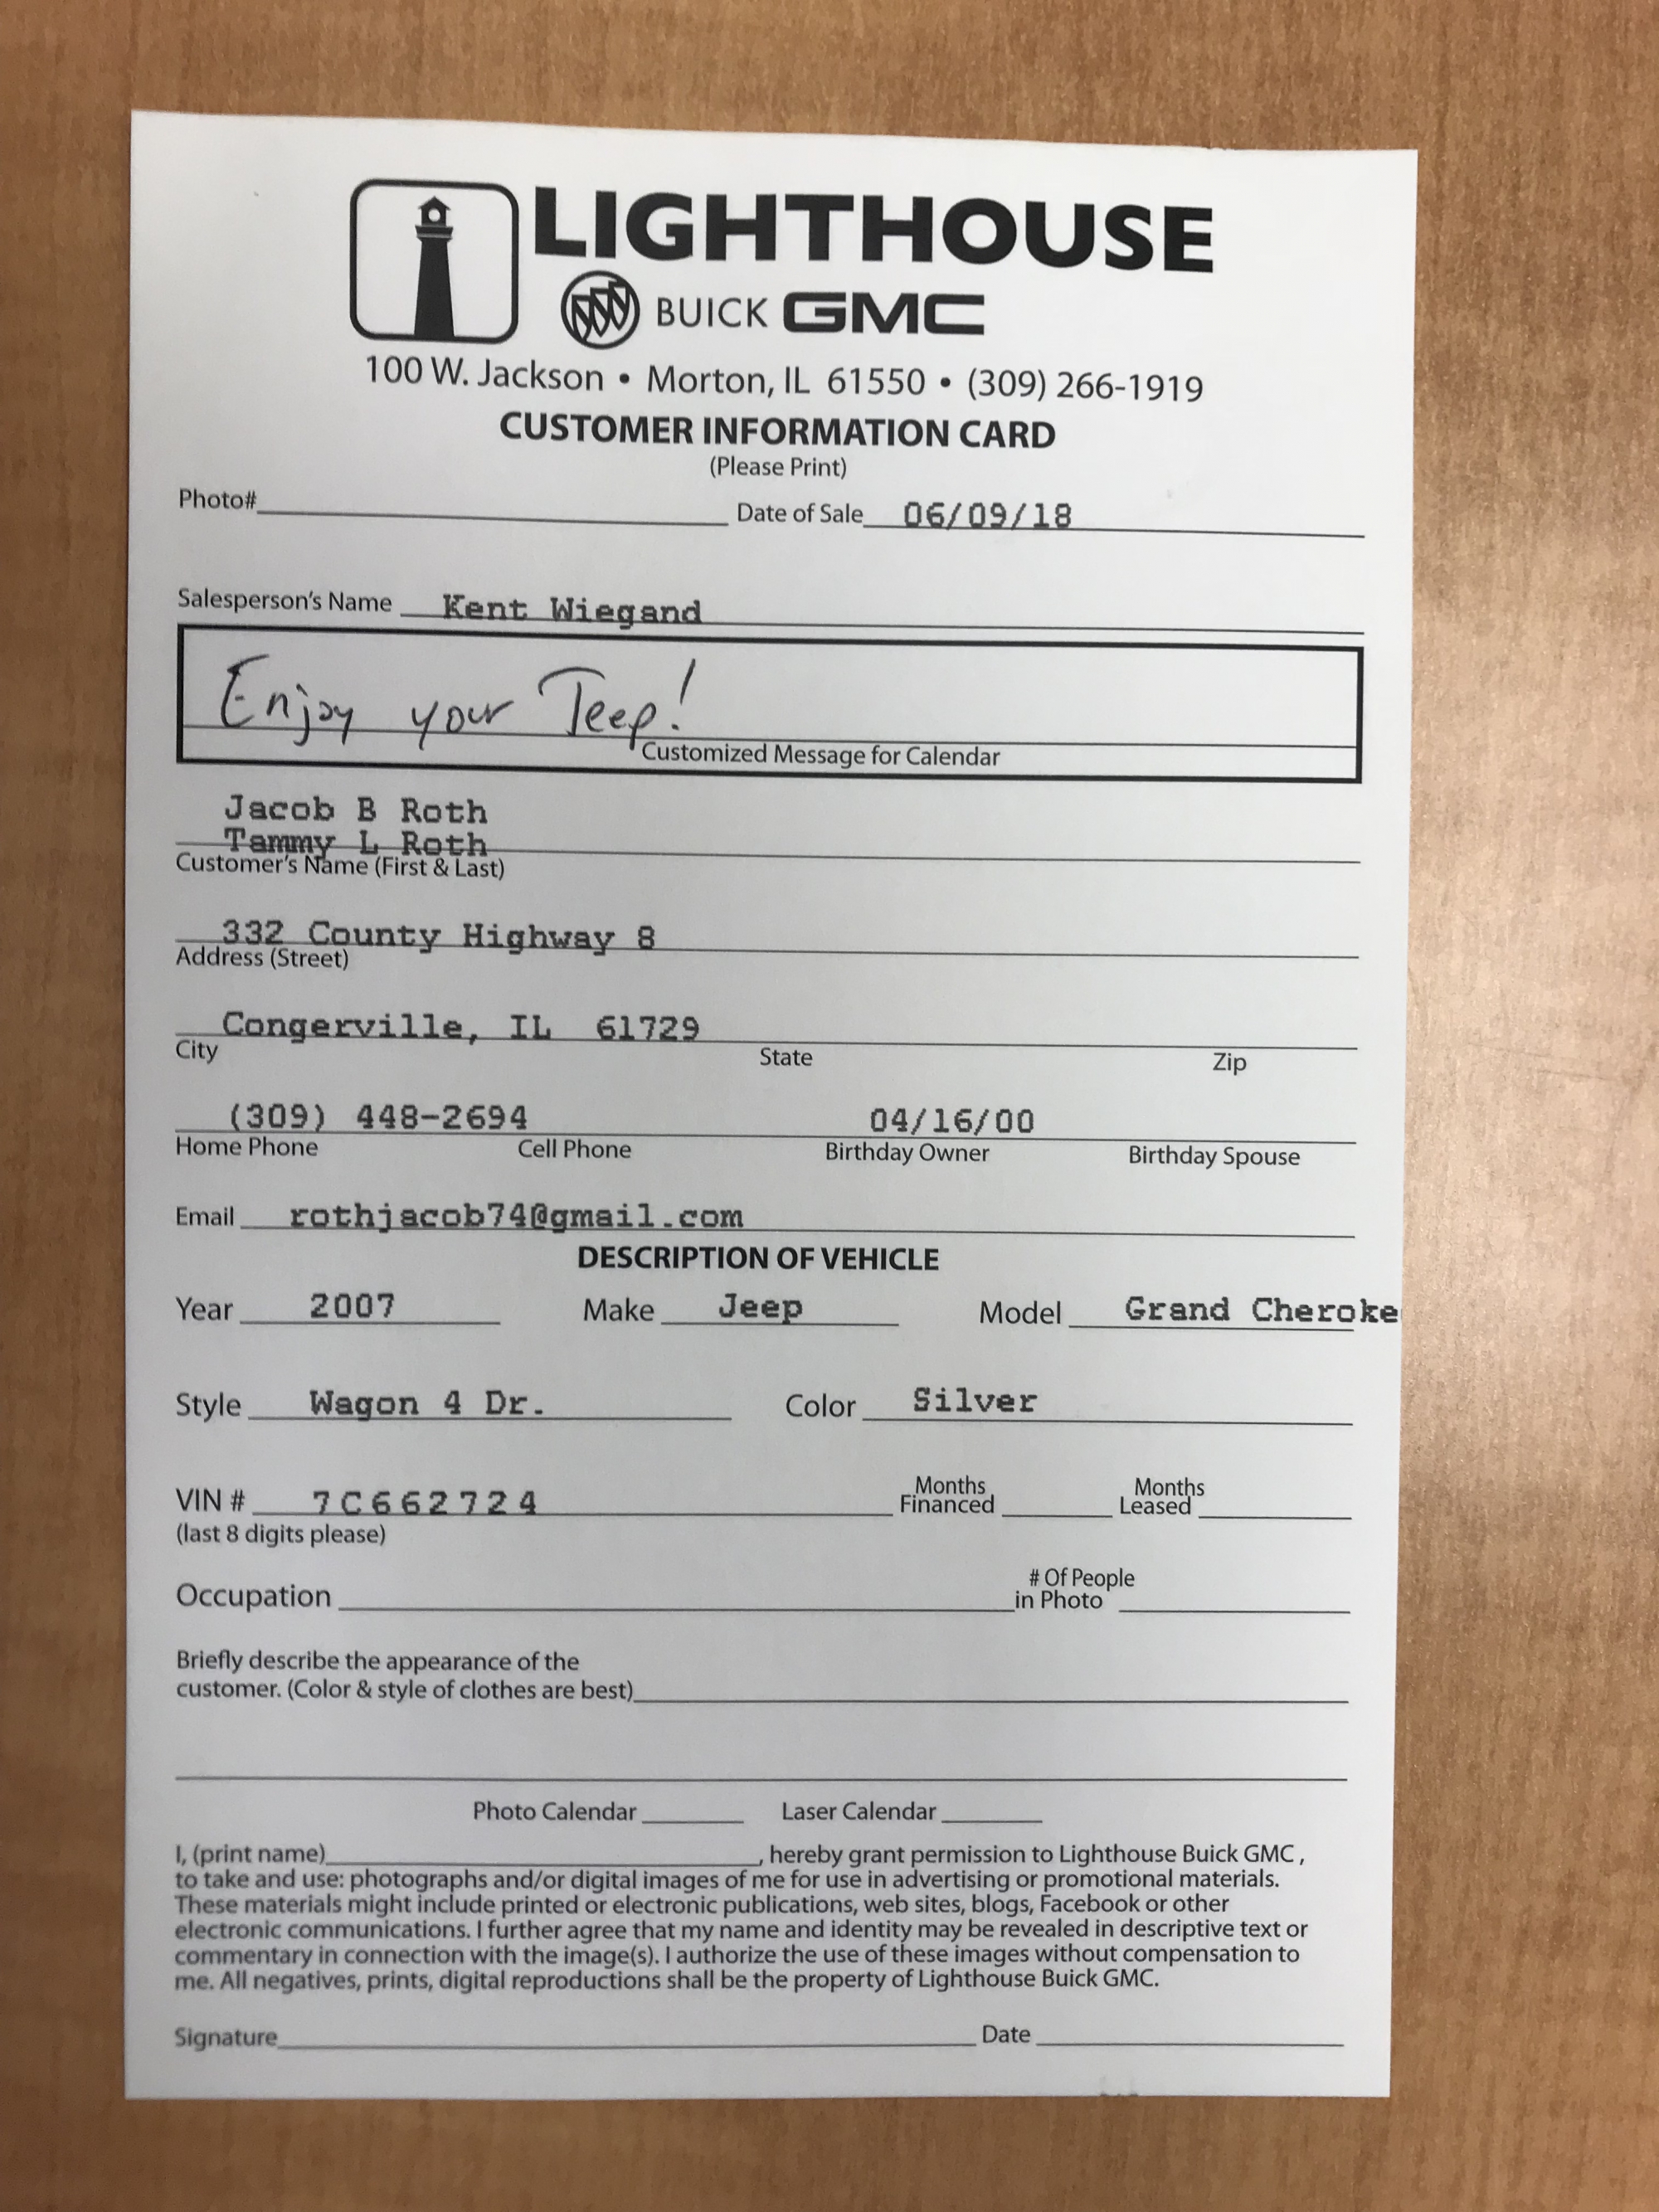 LIGHTHOUSE
BUICK GMC
100 W. Jackson • Morton, IL 61550 • (309) 266-1919
CUSTOMER INFORMATION CARD
(Please Print)
Photo# Date of Sale 06/09/18
Salesperson's Name Kent Wiegand
Enjoy your Jeep!
Customized Message for Calendar
Jacob B Roth
Tammy L Roth
Customer's Name (First & Last)
332 County Highway 8
Address (Street)
Congerville, IL 61729
City State Zip
(309) 448-2694 04/16/00
Home Phone Cell Phone Birthday Owner Birthday Spouse
Email rothjacob74@gmail.com
DESCRIPTION OF VEHICLE
Year 2007 Make Jeep Model Grand Cheroke
Style Wagon 4 Dr. Color Silver
VIN # 7C662724 Months Financed Months Leased
(last 8 digits please)
Occupation # Of People in Photo
Briefly describe the appearance of the
customer. (Color & style of clothes are best)
Photo Calendar Laser Calendar
I, (print name) , hereby grant permission to Lighthouse Buick GMC ,
to take and use: photographs and/or digital images of me for use in advertising or promotional materials.
These materials might include printed or electronic publications, web sites, blogs, Facebook or other
electronic communications. I further agree that my name and identity may be revealed in descriptive text or
commentary in connection with the image(s). I authorize the use of these images without compensation to
me. All negatives, prints, digital reproductions shall be the property of Lighthouse Buick GMC.
Signature Date